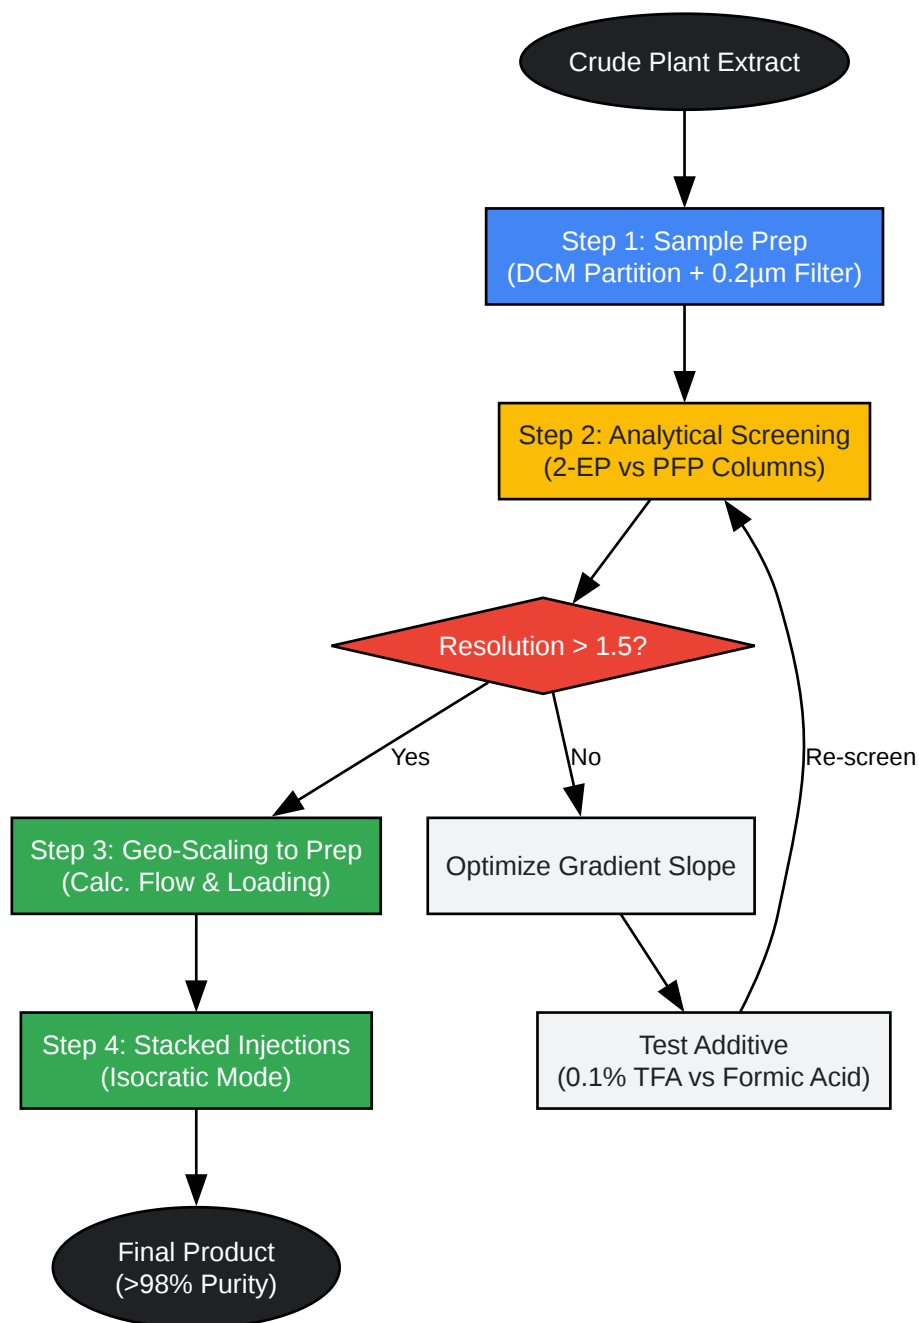 Crude Plant Extract
Step 1: Sample Prep
(DCM Partition + 0.2µm Filter)
Step 2: Analytical Screening
(2-EP vs PFP Columns)
Resolution > 1.5?
Yes
No
Re-screen
Step 3: Geo-Scaling to Prep
(Calc. Flow & Loading)
Optimize Gradient Slope
Step 4: Stacked Injections
(Isocratic Mode)
Test Additive
(0.1% TFA vs Formic Acid)
Final Product
(>98% Purity)